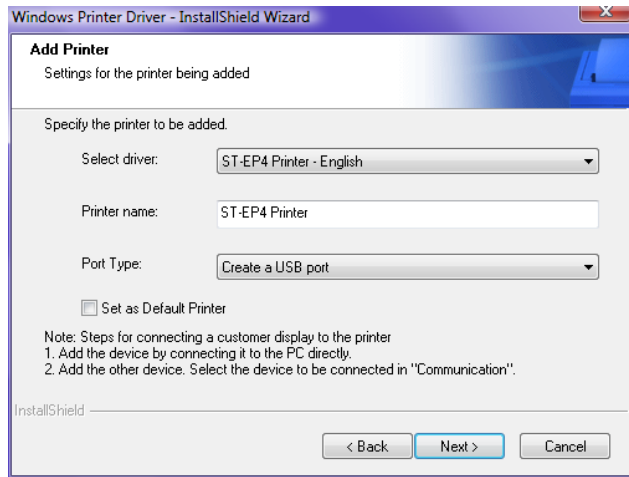 Windows Printer Driver - InstallShield Wizard
Add Printer
Settings for the printer being added
Specify the printer to be added.
Select driver: ST-EP4 Printer - English
Printer name: ST-EP4 Printer
Port Type: Create a USB port
Set as Default Printer
Note: Steps for connecting a customer display to the printer
1. Add the device by connecting it to the PC directly.
2. Add the other device. Select the device to be connected in "Communication".
InstallShield
< Back Next > Cancel